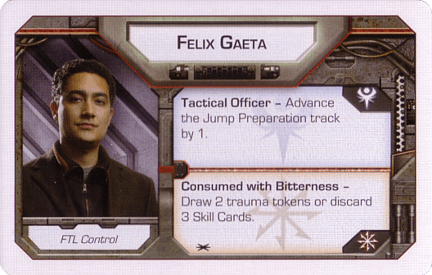 FELIX GAETA
Tactical Officer – Advance
the Jump Preparation track
by 1.
Consumed with Bitterness –
Draw 2 trauma tokens or discard
3 Skill Cards.
FTL Control